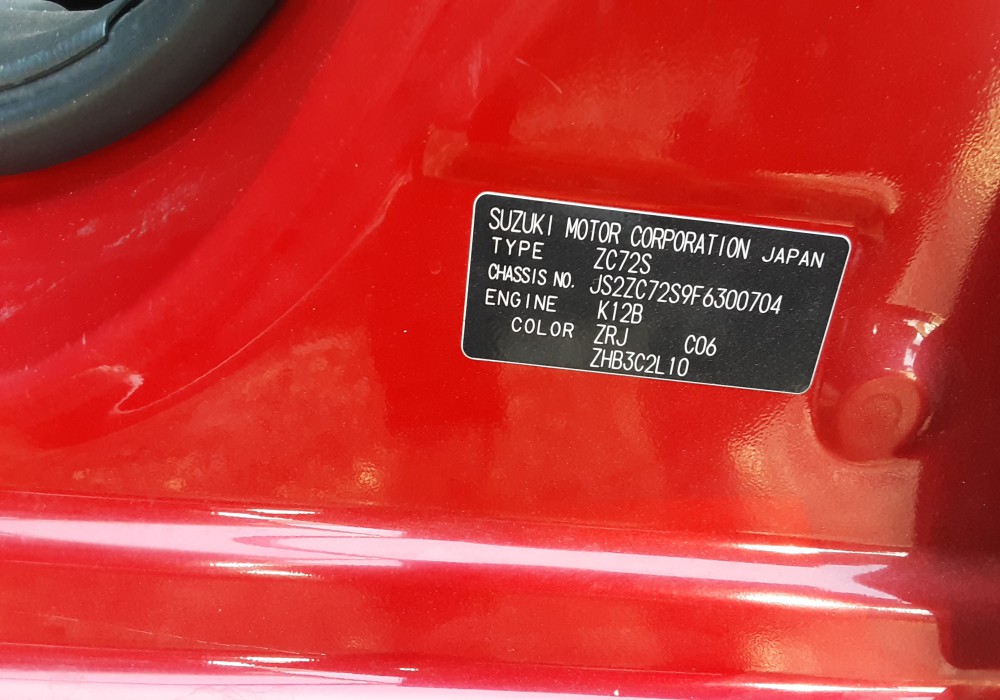 SUZUKI MOTOR CORPORATION JAPAN
TYPE ZC72S
CHASSIS NO. JS2ZC72S9F6300704
ENGINE K12B
COLOR ZRJ C06
ZHB3C2L10